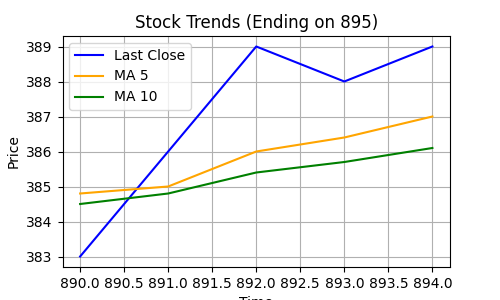 Stock Trends (Ending on 895)
Last Close
MA 5
MA 10
Price
389
388
387
386
385
384
383
890.0 890.5 891.0 891.5 892.0 892.5 893.0 893.5 894.0
Time